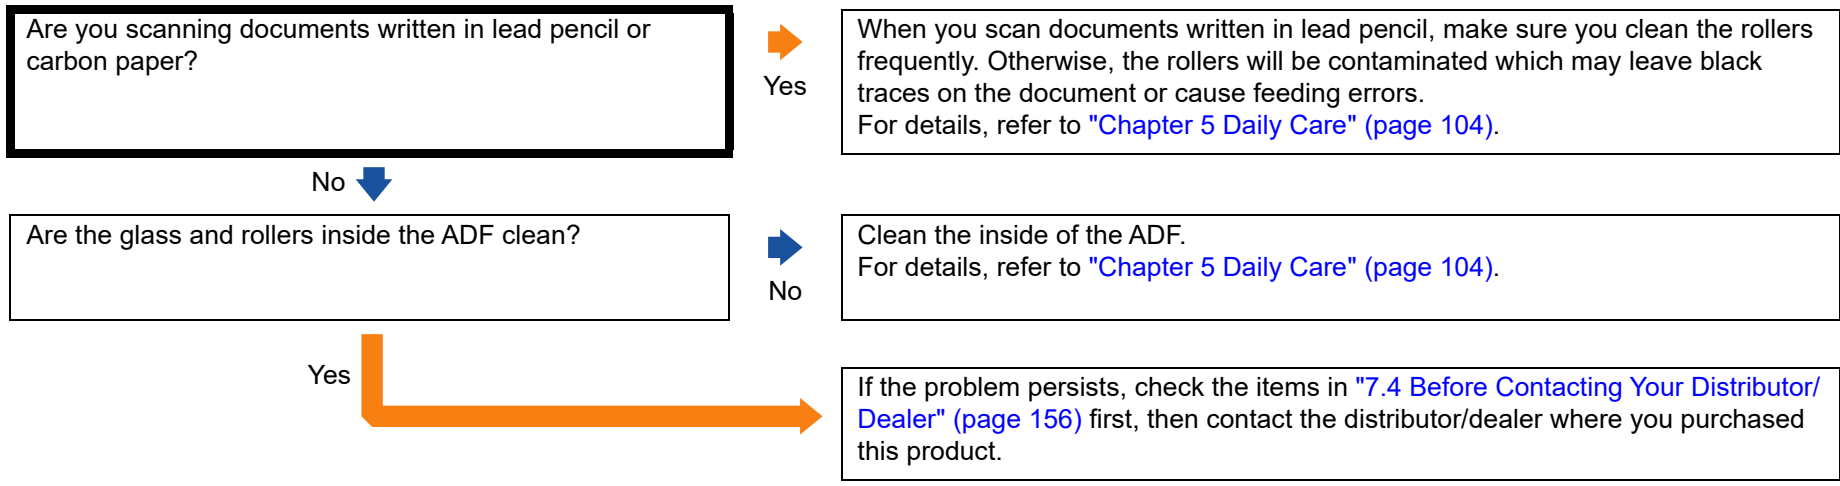 Are you scanning documents written in lead pencil or
carbon paper?
Yes
When you scan documents written in lead pencil, make sure you clean the rollers
frequently. Otherwise, the rollers will be contaminated which may leave black
traces on the document or cause feeding errors.
For details, refer to "Chapter 5 Daily Care" (page 104).
No
Are the glass and rollers inside the ADF clean?
No
Clean the inside of the ADF.
For details, refer to "Chapter 5 Daily Care" (page 104).
Yes
If the problem persists, check the items in "7.4 Before Contacting Your Distributor/
Dealer" (page 156) first, then contact the distributor/dealer where you purchased
this product.